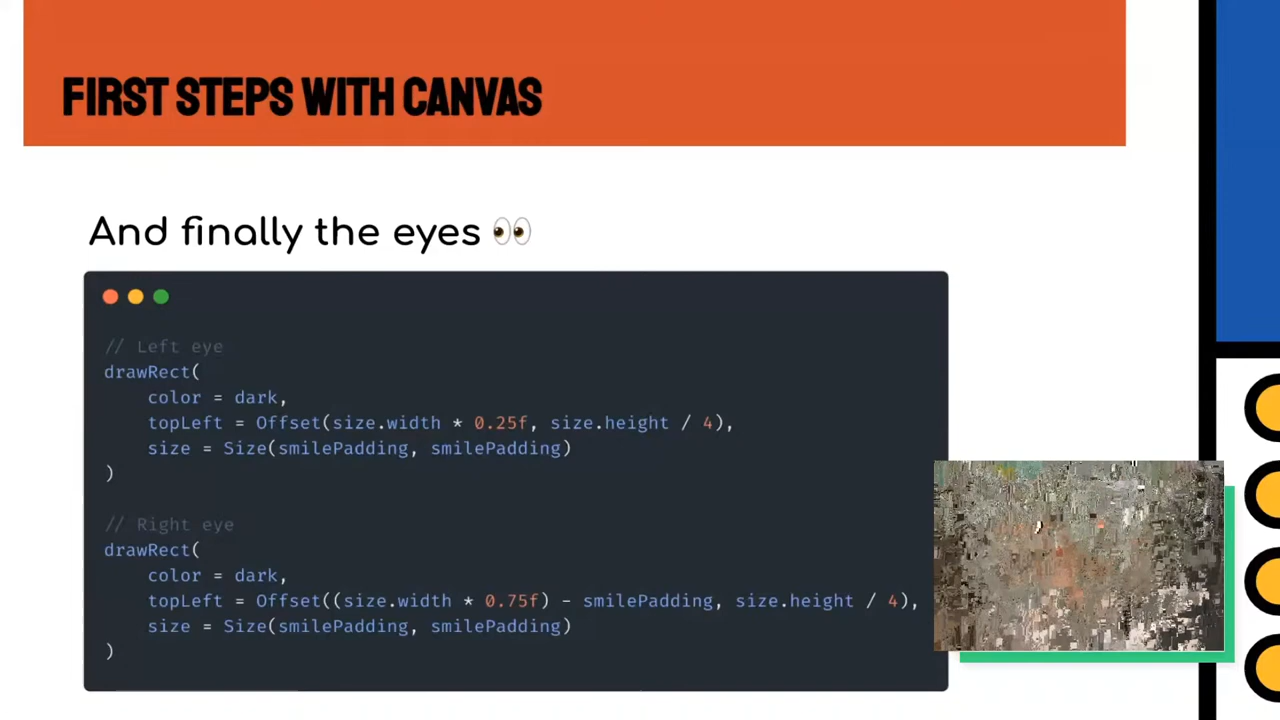 FIRST STEPS WITH CANVAS
And finally the eyes 👀
// Left eye
drawRect(
    color = dark,
    topLeft = Offset(size.width * 0.25f, size.height / 4),
    size = Size(smilePadding, smilePadding)
)
// Right eye
drawRect(
    color = dark,
    topLeft = Offset((size.width * 0.75f) - smilePadding, size.height / 4),
    size = Size(smilePadding, smilePadding)
)